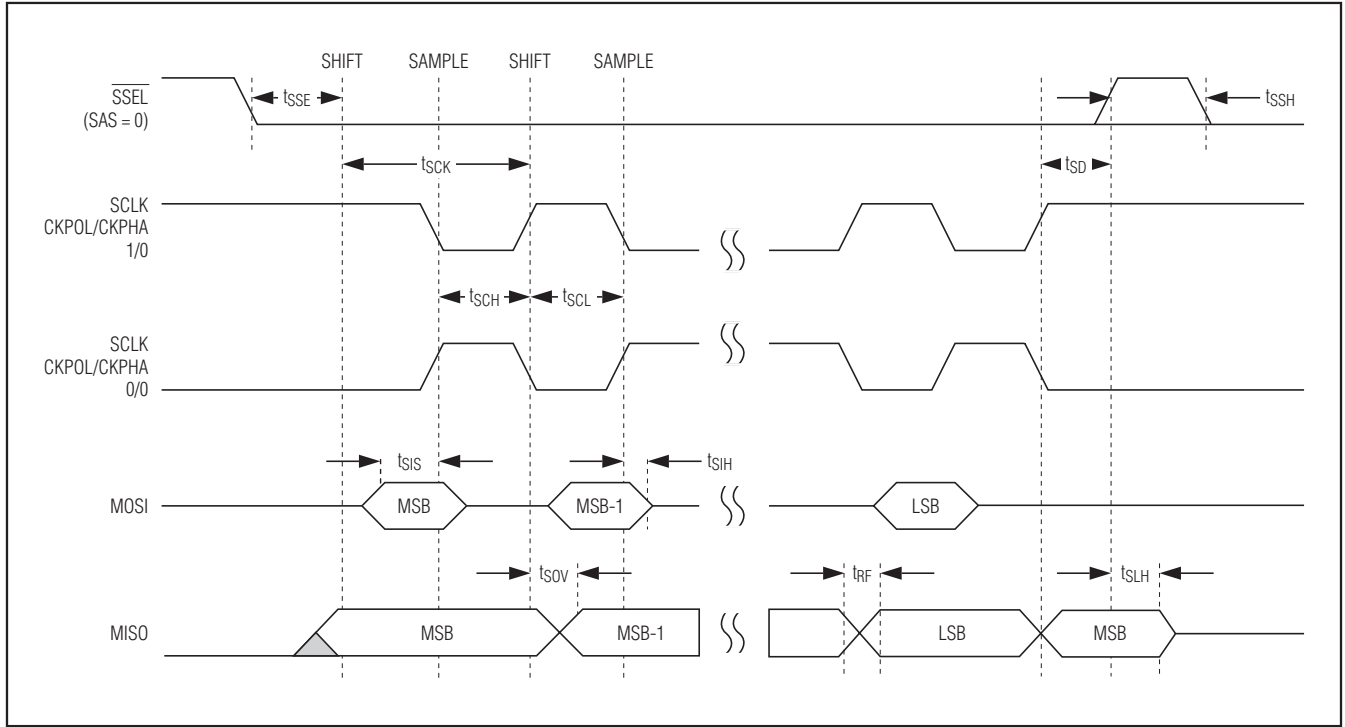 SHIFT SAMPLE SHIFT SAMPLE
SSEL
(SAS = 0)
tSSE
tSSH
tSCK
tSD
SCLK
CKPOL/CKPHA
1/0
tSCH
tSCL
SCLK
CKPOL/CKPHA
0/0
tSIS
tSIH
MOSI
MSB
MSB-1
LSB
tSOV
tRF
tSLH
MISO
MSB
MSB-1
LSB
MSB